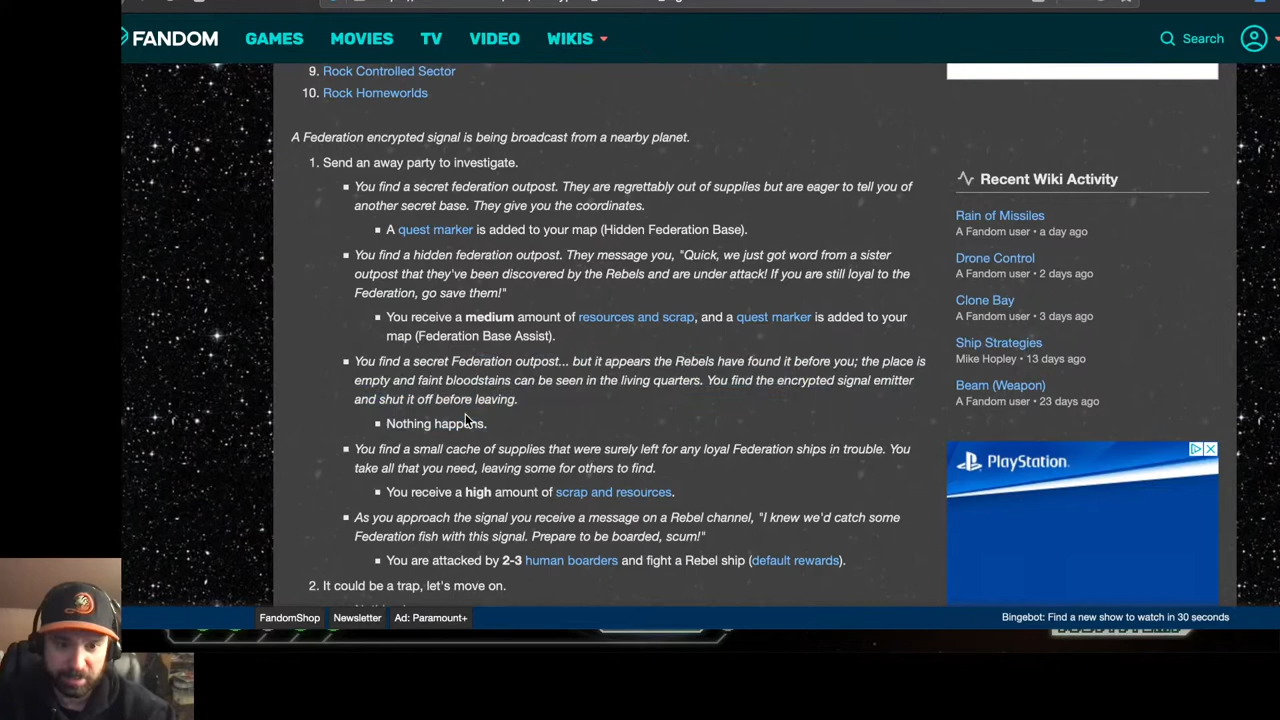 FANDOM GAMES MOVIES TV VIDEO WIKIS Search
9. Rock Controlled Sector
10. Rock Homeworlds
A Federation encrypted signal is being broadcast from a nearby planet.
1. Send an away party to investigate.
You find a secret federation outpost. They are regrettably out of supplies but are eager to tell you of
another secret base. They give you the coordinates.
A quest marker is added to your map (Hidden Federation Base).
You find a hidden federation outpost. They message you, "Quick, we just got word from a sister
outpost that they've been discovered by the Rebels and are under attack! If you are still loyal to the
Federation, go save them!"
You receive a medium amount of resources and scrap, and a quest marker is added to your
map (Federation Base Assist).
You find a secret Federation outpost... but it appears the Rebels have found it before you; the place is
empty and faint bloodstains can be seen in the living quarters. You find the encrypted signal emitter
and shut it off before leaving.
Nothing happens.
You find a small cache of supplies that were surely left for any loyal Federation ships in trouble. You
take all that you need, leaving some for others to find.
You receive a high amount of scrap and resources.
As you approach the signal you receive a message on a Rebel channel, "I knew we'd catch some
Federation fish with this signal. Prepare to be boarded, scum!"
You are attacked by 2-3 human boarders and fight a Rebel ship (default rewards).
2. It could be a trap, let's move on.
Recent Wiki Activity
Rain of Missiles
A Fandom user • a day ago
Drone Control
A Fandom user • 2 days ago
Clone Bay
A Fandom user • 3 days ago
Ship Strategies
Mike Hopley • 13 days ago
Beam (Weapon)
A Fandom user • 23 days ago
PlayStation
FandomShop Newsletter Ad: Paramount+ Bingebot: Find a new show to watch in 30 seconds